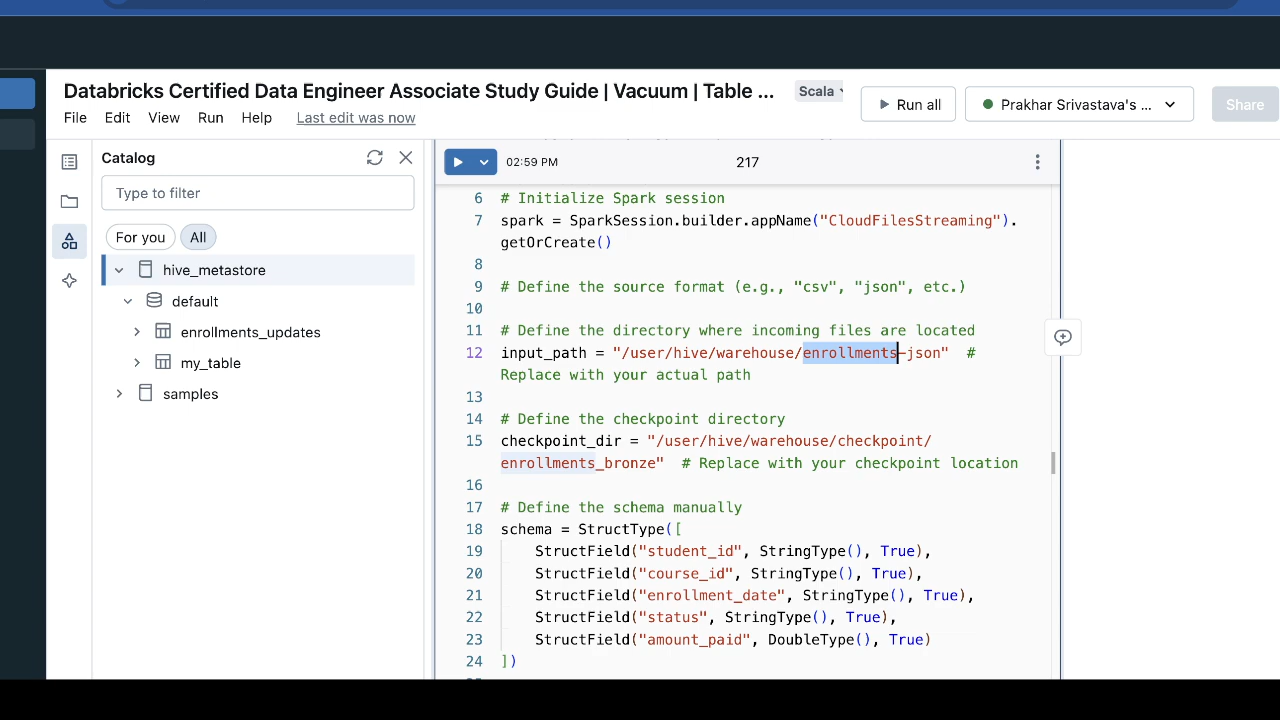 Databricks Certified Data Engineer Associate Study Guide | Vacuum | Table ...
Scala
Run all
Prakhar Srivastava's ...
Share
File Edit View Run Help Last edit was now
Catalog
Type to filter
For you All
hive_metastore
default
enrollments_updates
my_table
samples
02:59 PM
217
6 # Initialize Spark session
7 spark = SparkSession.builder.appName("CloudFilesStreaming").
getOrCreate()
8
9 # Define the source format (e.g., "csv", "json", etc.)
10
11 # Define the directory where incoming files are located
12 input_path = "/user/hive/warehouse/enrollments-json" #
Replace with your actual path
13
14 # Define the checkpoint directory
15 checkpoint_dir = "/user/hive/warehouse/checkpoint/
enrollments_bronze" # Replace with your checkpoint location
16
17 # Define the schema manually
18 schema = StructType([
19 StructField("student_id", StringType(), True),
20 StructField("course_id", StringType(), True),
21 StructField("enrollment_date", StringType(), True),
22 StructField("status", StringType(), True),
23 StructField("amount_paid", DoubleType(), True)
24 ])